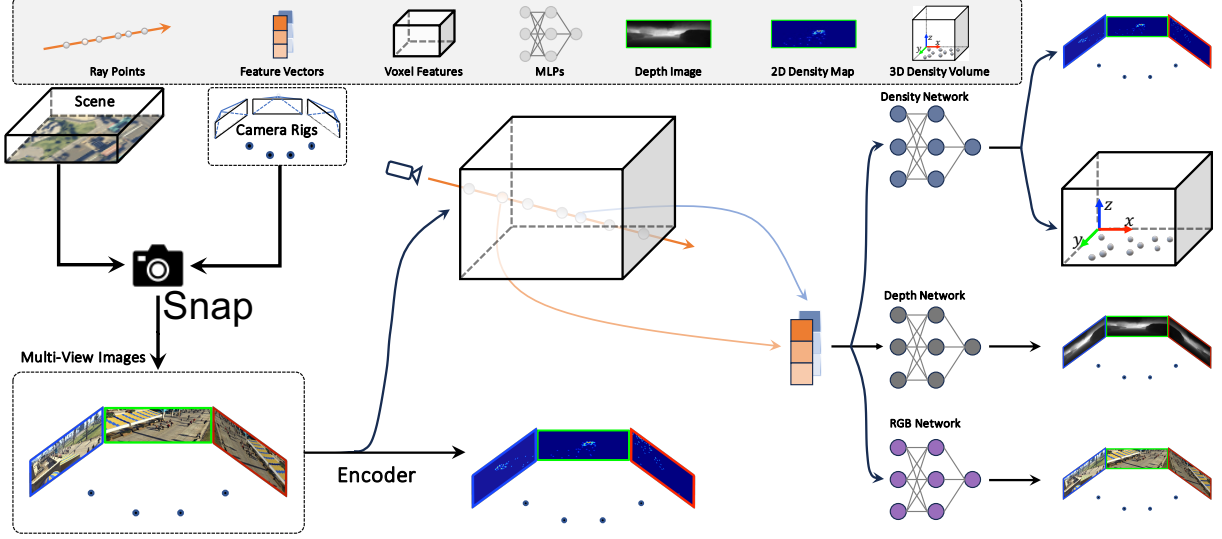 Ray Points
Feature Vectors
Voxel Features
MLPs
Depth Image
2D Density Map
3D Density Volume
z
x
y
Scene
Camera Rigs
Snap
Multi-View Images
Encoder
Density Network
z
x
y
Depth Network
RGB Network